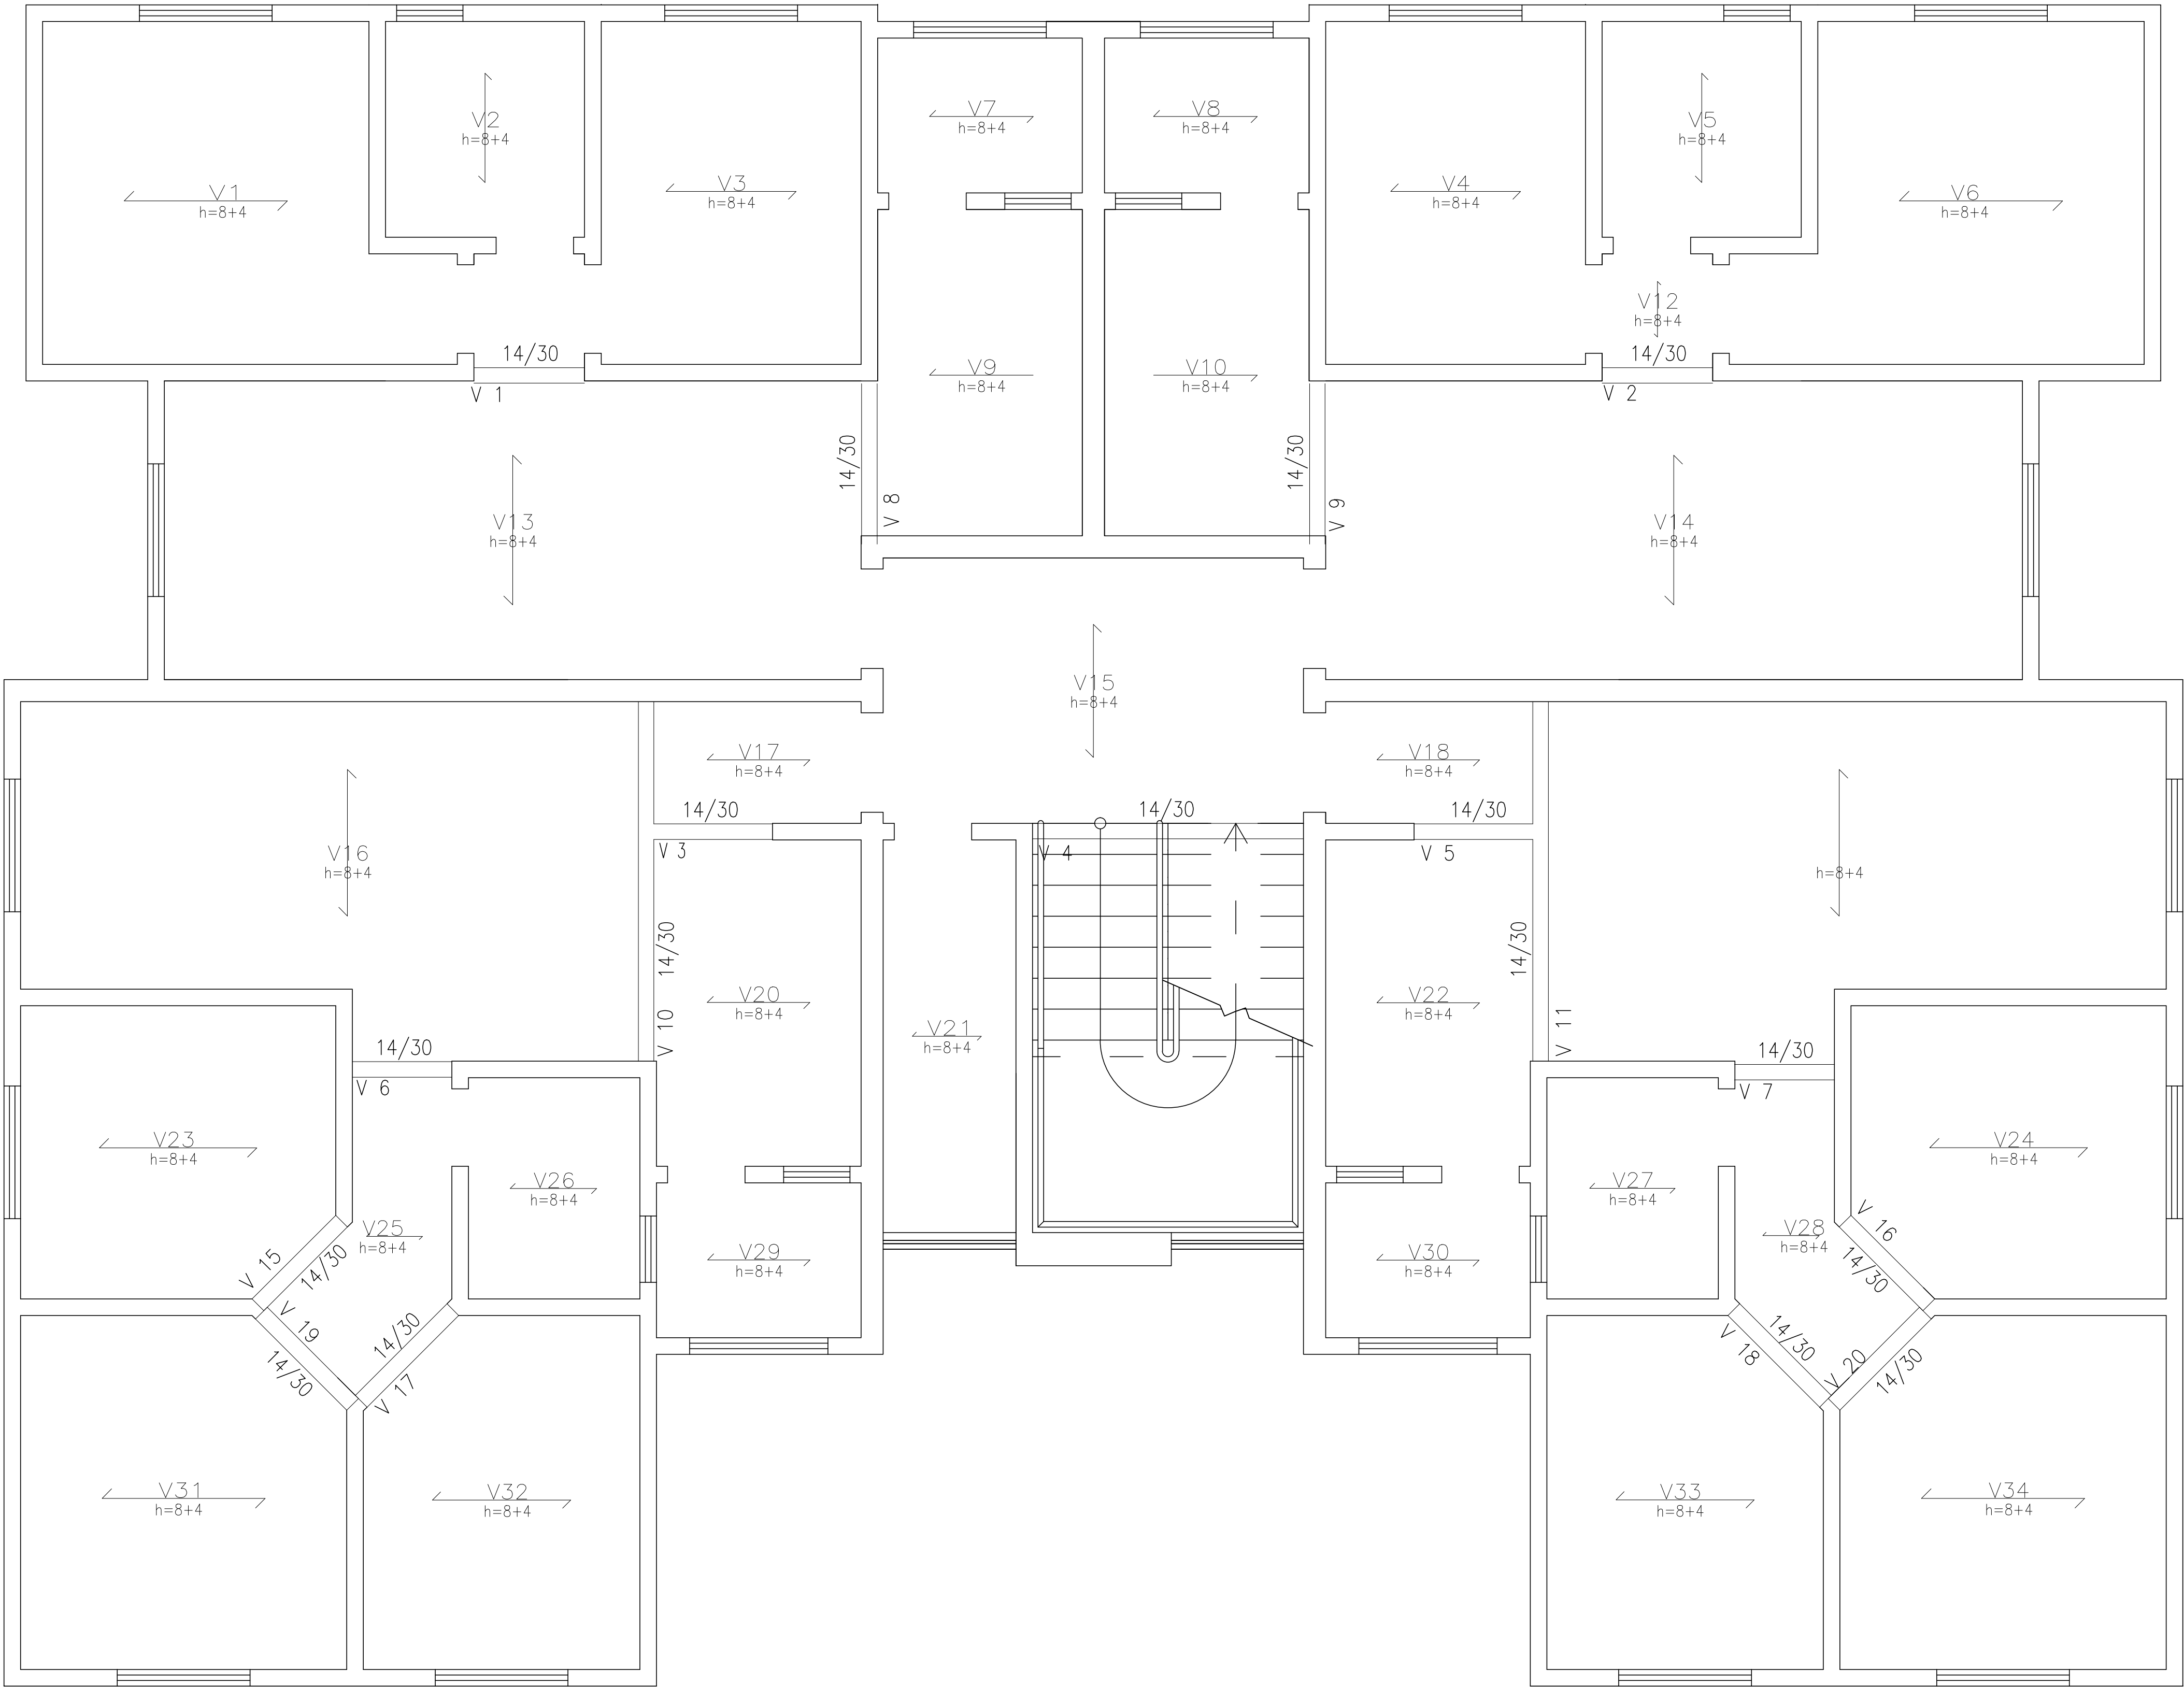 V1
h=8+4
V2
h=8+4
V3
h=8+4
V7
h=8+4
V8
h=8+4
V4
h=8+4
V5
h=8+4
V6
h=8+4
14/30
V 1
V9
h=8+4
V10
h=8+4
V12
h=8+4
14/30
V 2
V13
h=8+4
14/30
V 8
14/30
V 9
V14
h=8+4
V15
h=8+4
V16
h=8+4
V17
h=8+4
14/30
V 3
14/30
V 4
V18
h=8+4
14/30
V 5
h=8+4
14/30
V 10
V20
h=8+4
V21
h=8+4
V22
h=8+4
14/30
V 11
14/30
V 6
14/30
V 7
V23
h=8+4
V26
h=8+4
V27
h=8+4
V24
h=8+4
V25
h=8+4
V 15
14/30
V29
h=8+4
V30
h=8+4
V28
h=8+4
V 16
14/30
V 19
14/30
14/30
V 17
14/30
V 18
V 20
14/30
V31
h=8+4
V32
h=8+4
V33
h=8+4
V34
h=8+4